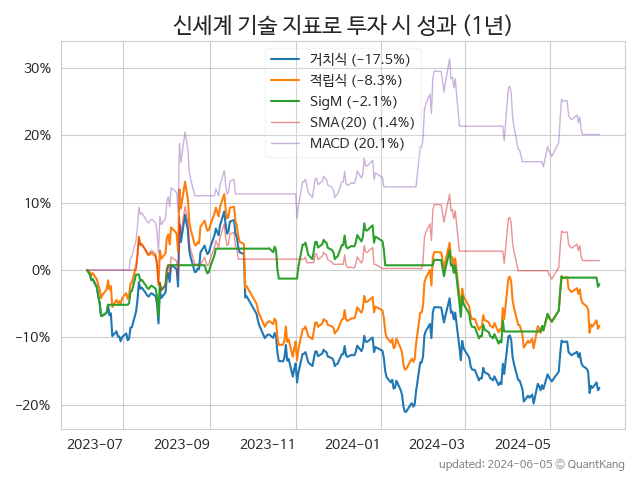 신세계 기술 지표로 투자 시 성과 (1년)
거치식 (−17.5%)
적립식 (−8.3%)
SigM (−2.1%)
SMA(20) (1.4%)
MACD (20.1%)
30%
20%
10%
0%
−10%
−20%
2023-07 2023-09 2023-11 2024-01 2024-03 2024-05
updated: 2024-06-05 © QuantKang